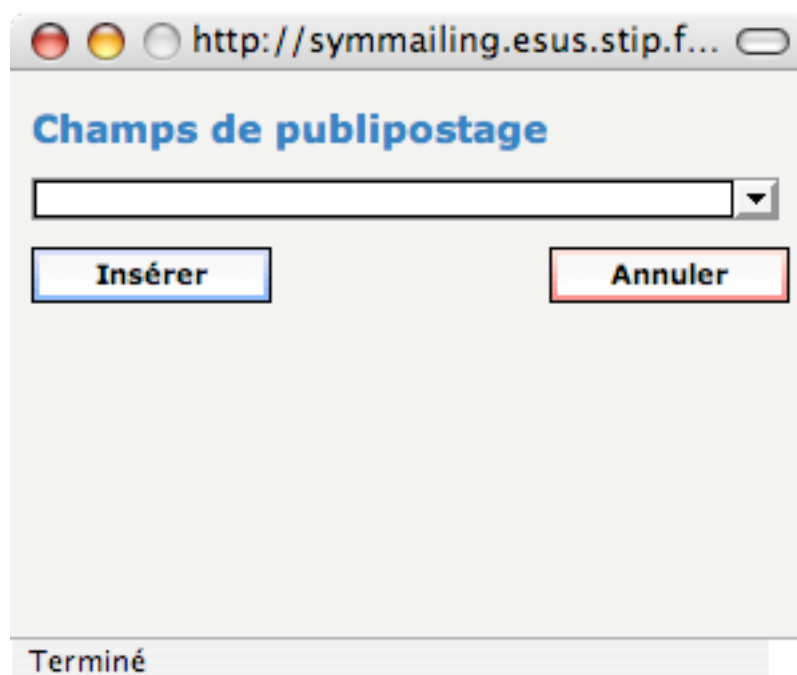 http://symmailing.esus.stip.f...
Champs de publipostage
Insérer
Annuler
Terminé